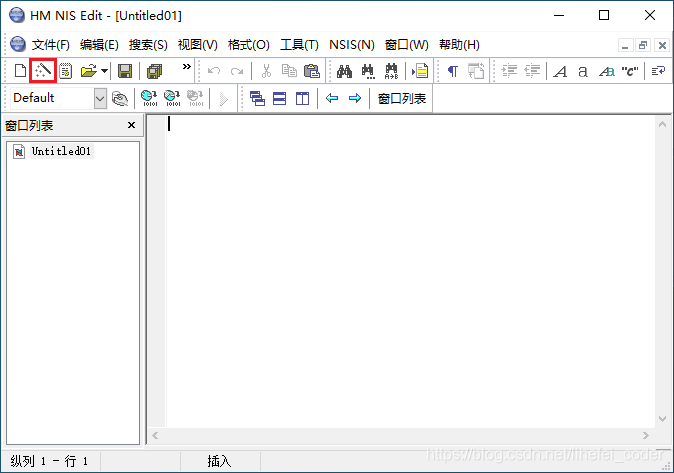 HM NIS Edit - [Untitled01]
文件(F) 编辑(E) 搜索(S) 视图(V) 格式(O) 工具(T) NSIS(N) 窗口(W) 帮助(H)
» A a Aa "C"
Default 窗口列表
窗口列表
Untitled01
纵列 1 - 行 1 插入
https://blog.csdn.net/lihefei_coder